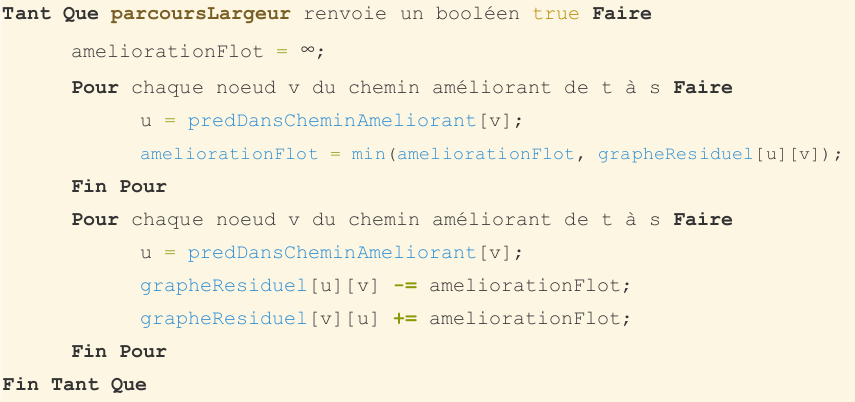 Tant Que parcoursLargeur renvoie un booléen true Faire
ameliorationFlot = ∞;
Pour chaque noeud v du chemin améliorant de t à s Faire
u = predDansCheminAmeliorant[v];
ameliorationFlot = min(ameliorationFlot, grapheResiduel[u][v]);
Fin Pour
Pour chaque noeud v du chemin améliorant de t à s Faire
u = predDansCheminAmeliorant[v];
grapheResiduel[u][v] -= ameliorationFlot;
grapheResiduel[v][u] += ameliorationFlot;
Fin Pour
Fin Tant Que